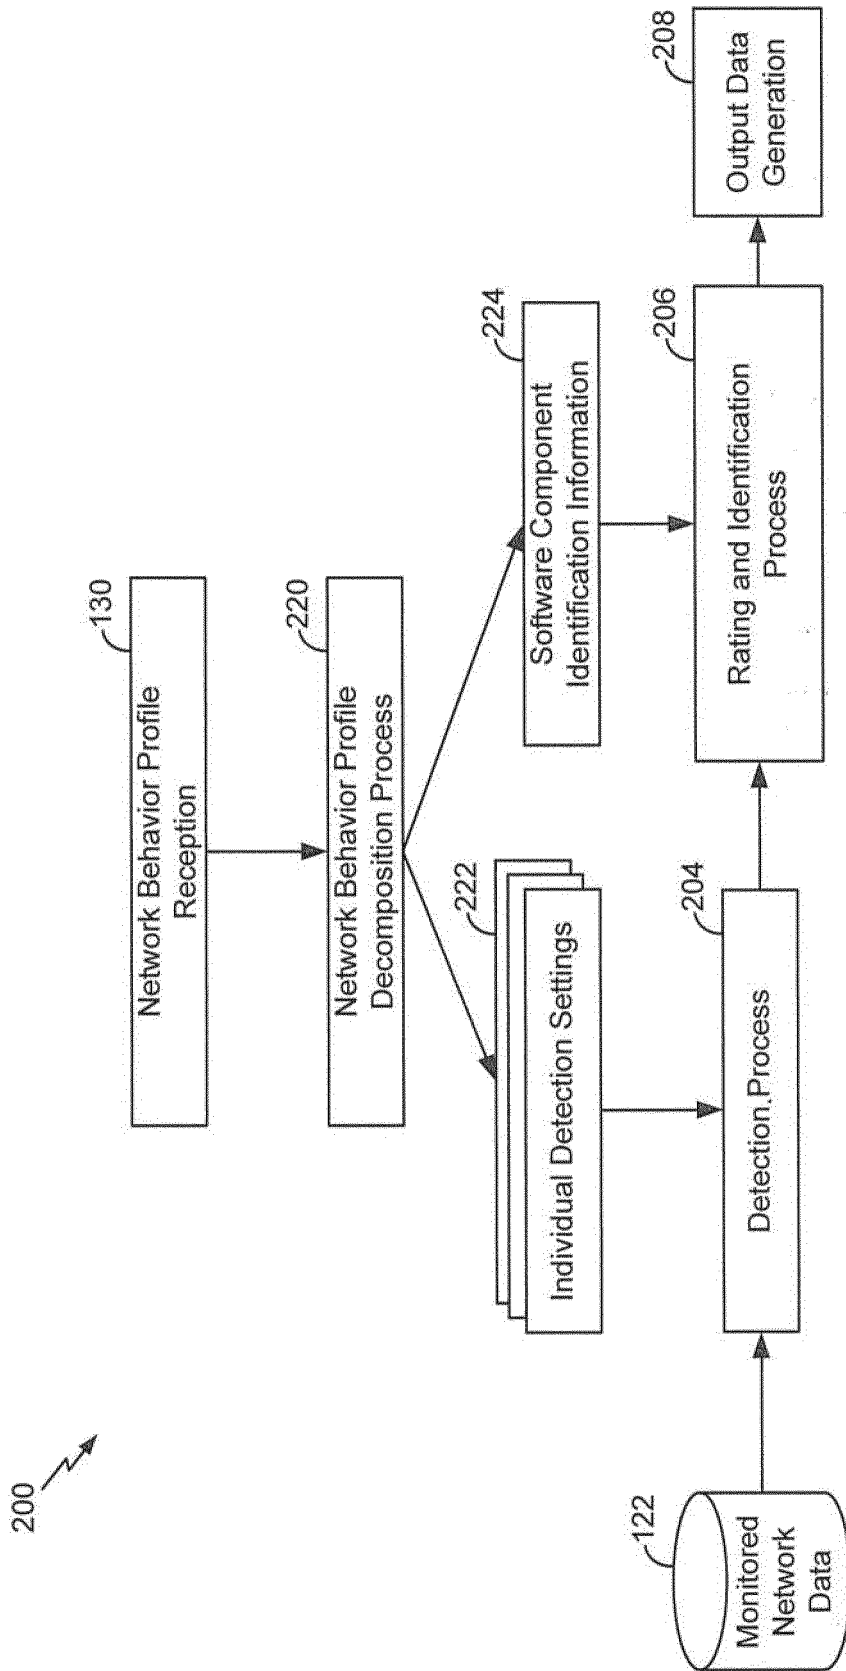 200
130
Network Behavior Profile
Reception
220
Network Behavior Profile
Decomposition Process
222
Individual Detection Settings
224
Software Component
Identification Information
122
Monitored
Network
Data
204
Detection Process
206
Rating and Identification
Process
208
Output Data
Generation